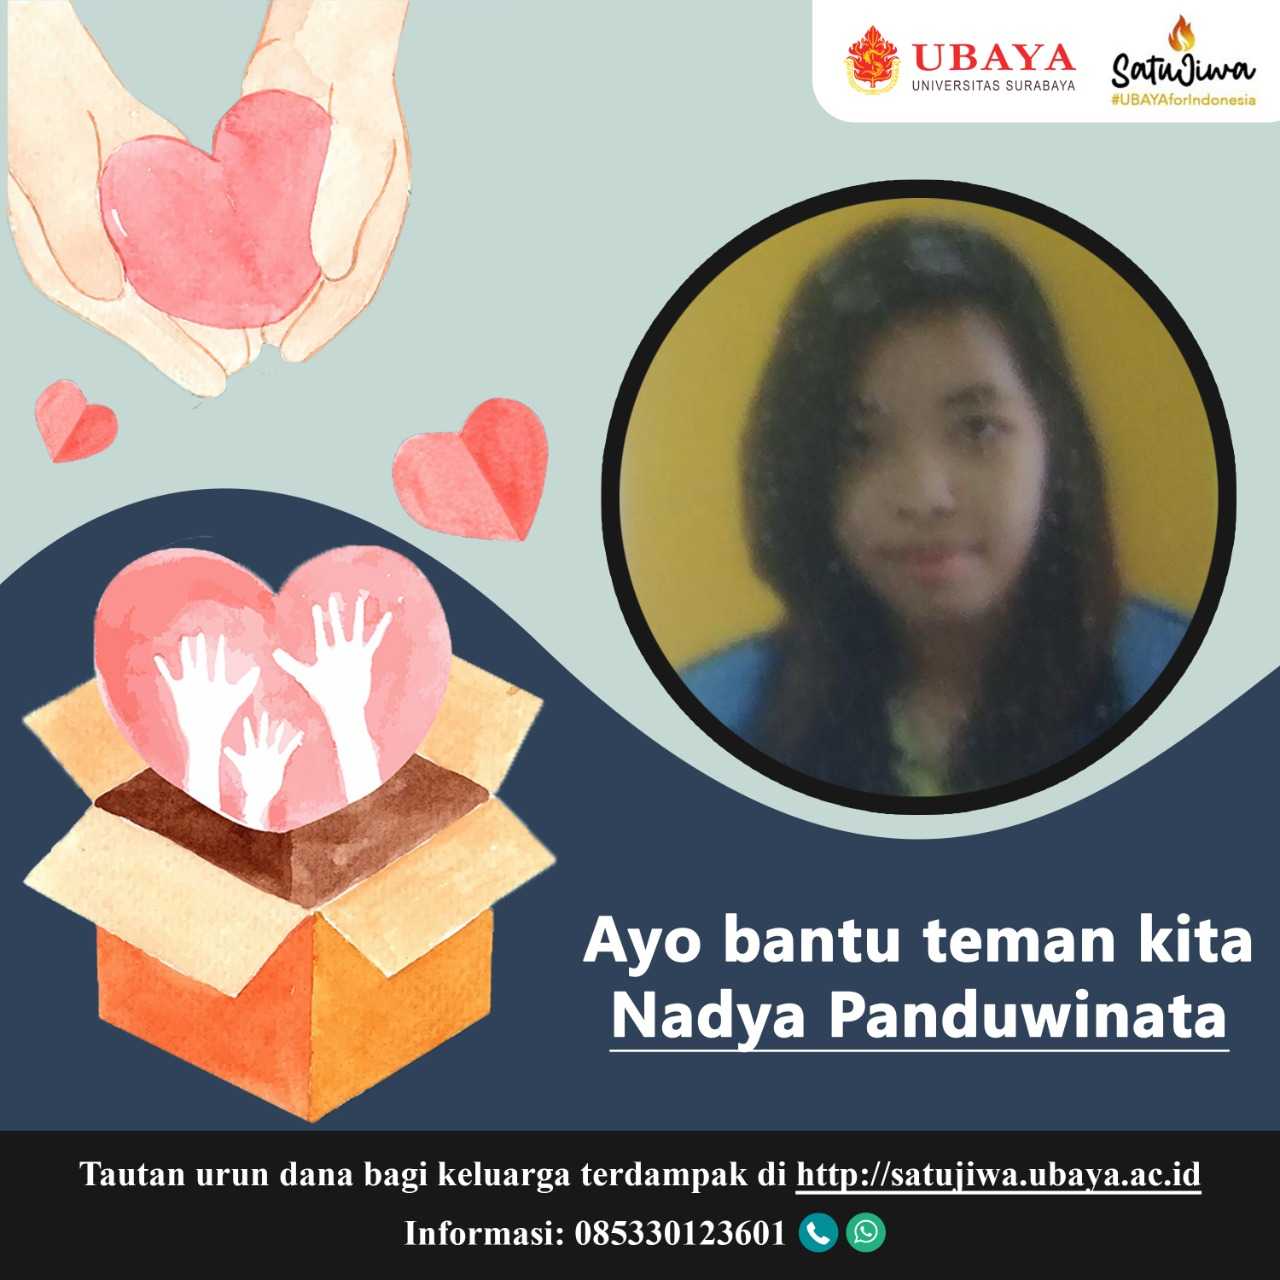 UBAYA
UNIVERSITAS SURABAYA
SatuJiwa
#UBAYAforIndonesia
Ayo bantu teman kita
Nadya Panduwinata
Tautan urun dana bagi keluarga terdampak di http://satujiwa.ubaya.ac.id
Informasi: 085330123601